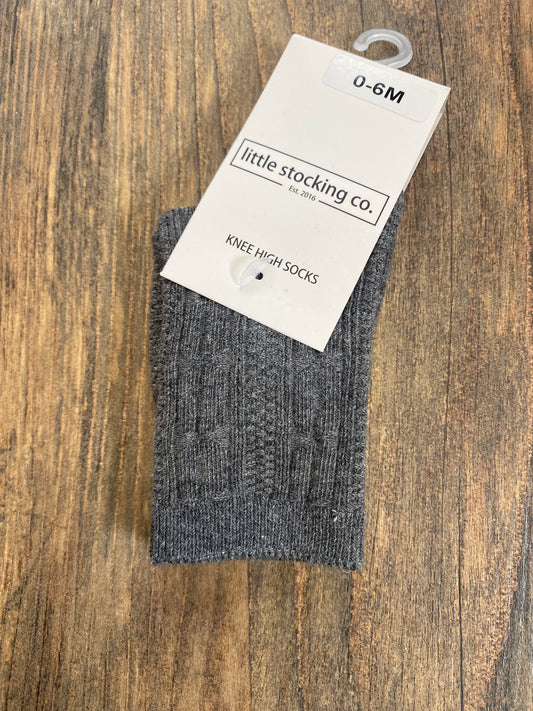 0-6M
little stocking co.
Est. 2016
KNEE HIGH SOCKS